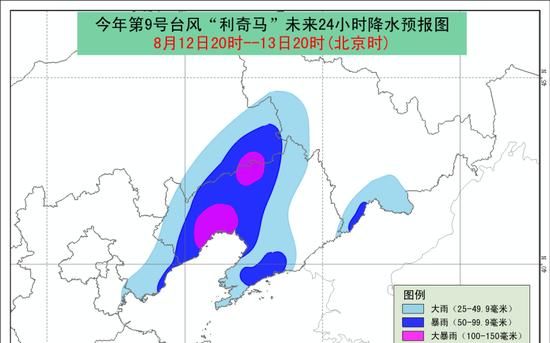 今年第9号台风“利奇马”未来24小时降水预报图
8月12日20时--13日20时(北京时)
45
N
40
N
图例
大雨（25-49.9毫米）
暴雨（50-99.9毫米）
大暴雨（100-150毫米）